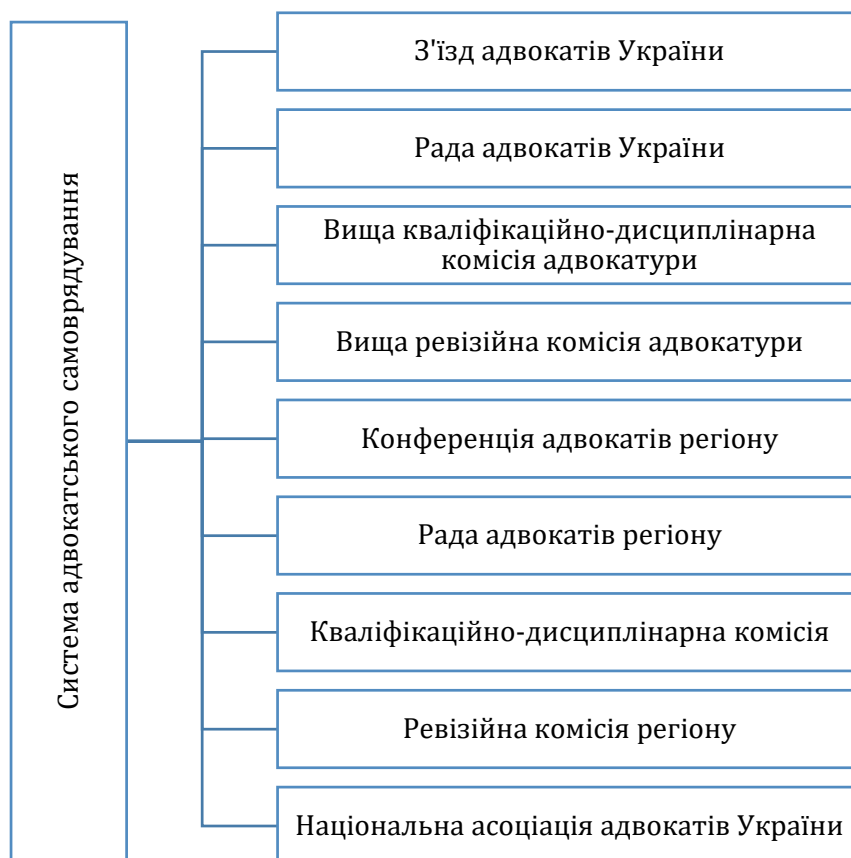 Система адвокатського самоврядування
З'їзд адвокатів України
Рада адвокатів України
Вища кваліфікаційно-дисциплінарна
комісія адвокатури
Вища ревізійна комісія адвокатури
Конференція адвокатів регіону
Рада адвокатів регіону
Кваліфікаційно-дисциплінарна комісія
Ревізійна комісія регіону
Національна асоціація адвокатів України